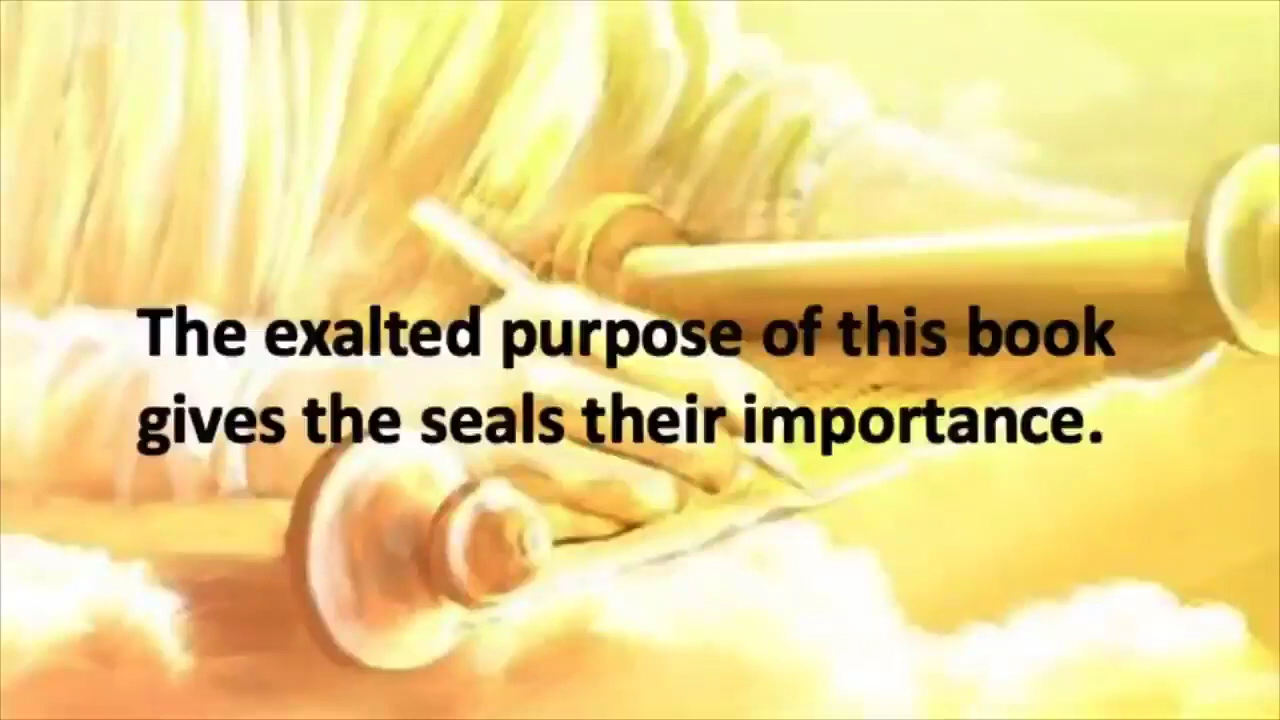 The exalted purpose of this book
gives the seals their importance.